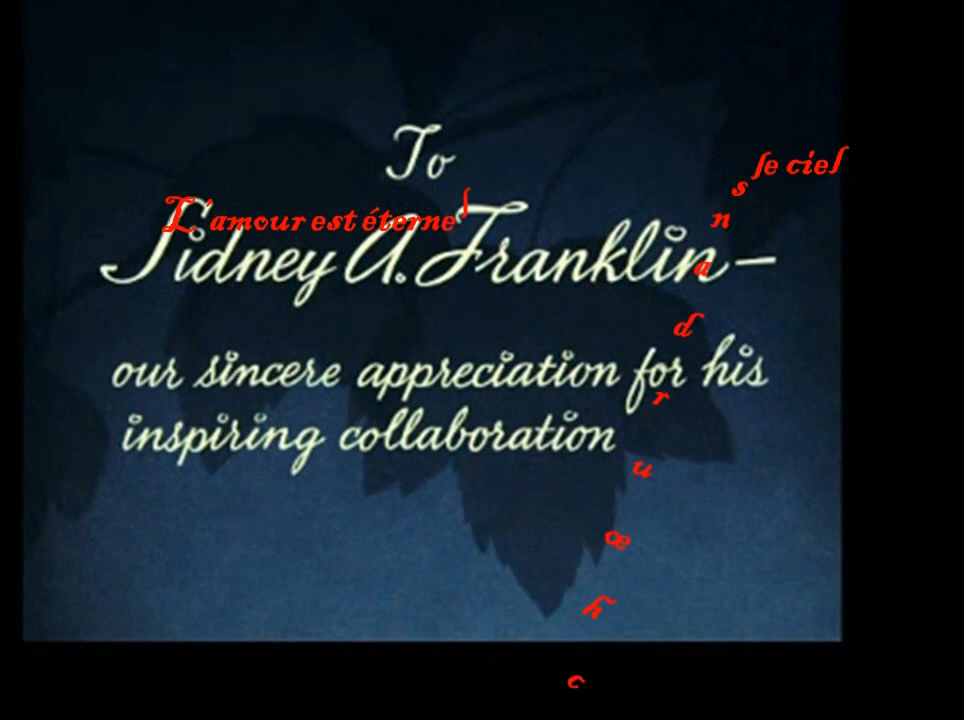 To
L'amour est éternel
Sidney A. Franklin —
our sincere appreciation for his
inspiring collaboration
chœur dans le ciel